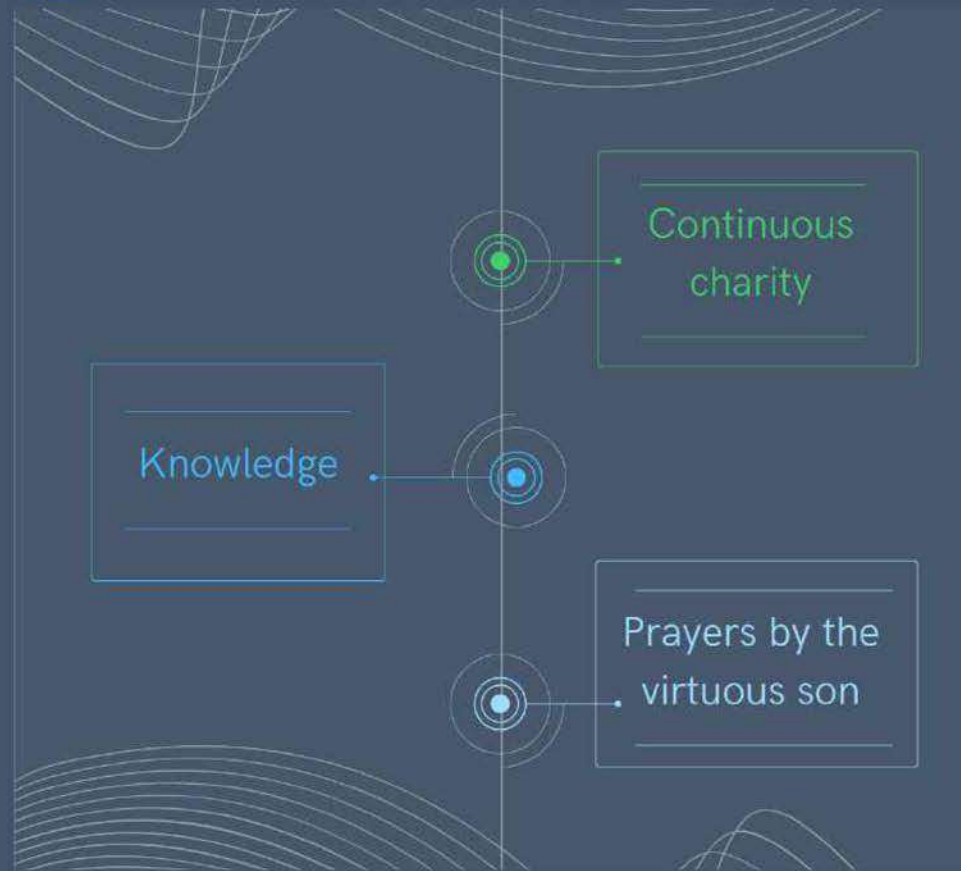 Continuous
charity
Knowledge
Prayers by the
virtuous son